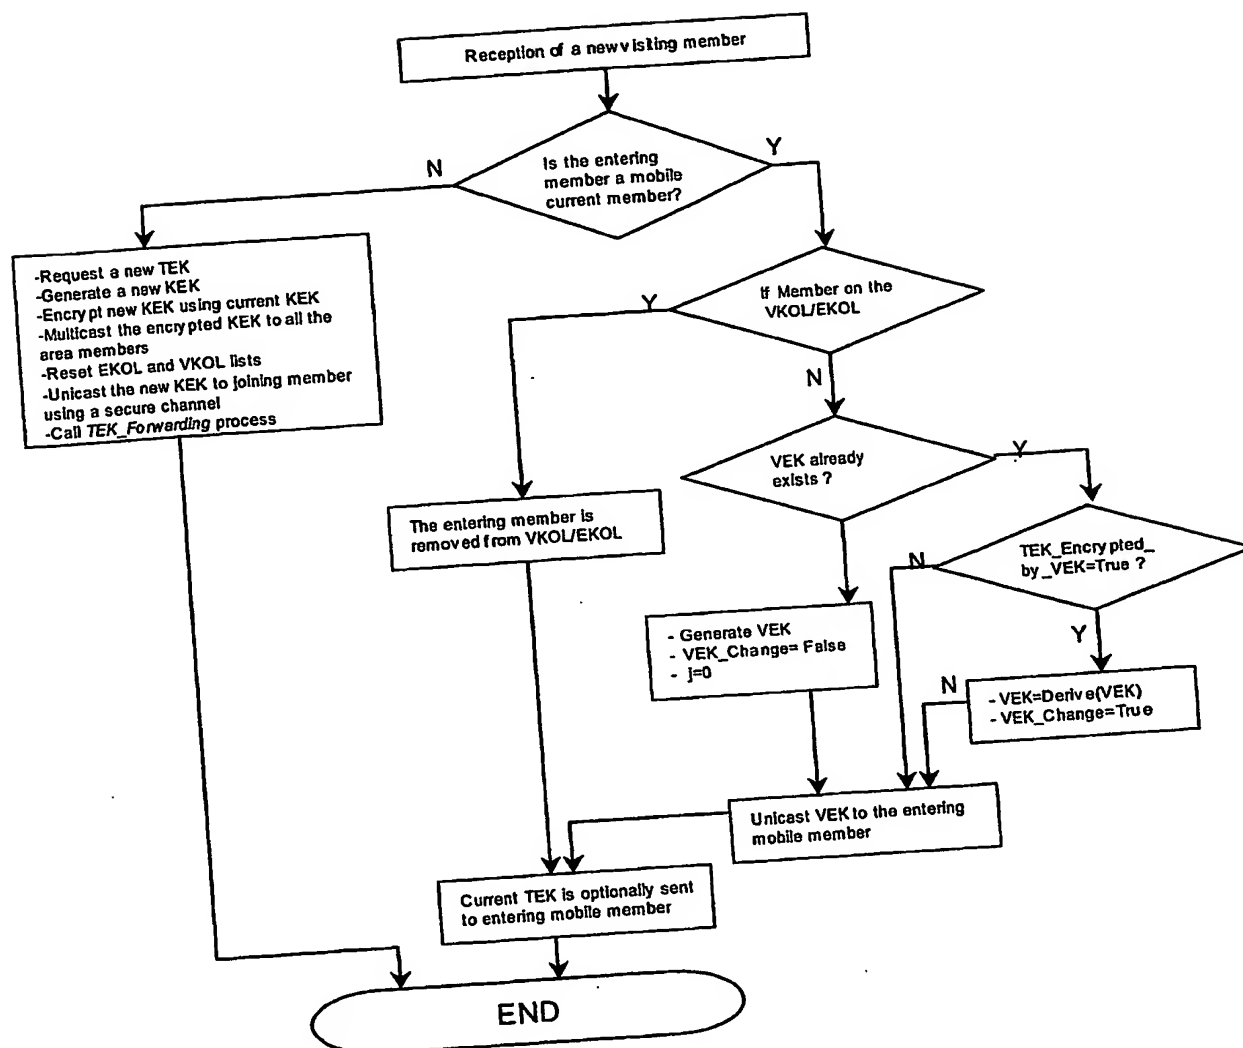 Reception of a new visiting member
Y
N
Is the entering
member a mobile
current member?
-Request a new TEK
-Generate a new KEK
-Encrypt new KEK using current KEK
-Multicast the encrypted KEK to all the
area members
-Reset EKOL and VKOL lists
-Unicast the new KEK to joining member
using a secure channel
-Call TEK_Forwarding process
If Member on the
VKOL/EKOL
Y
N
VEK already
exists ?
Y
The entering member is
removed from VKOL/EKOL
TEK_Encrypted_
by_VEK=True ?
N
Y
- Generate VEK
- VEK_Change= False
- j=0
N
- VEK=Derive(VEK)
- VEK_Change=True
Unicast VEK to the entering
mobile member
Current TEK is optionally sent
to entering mobile member
END